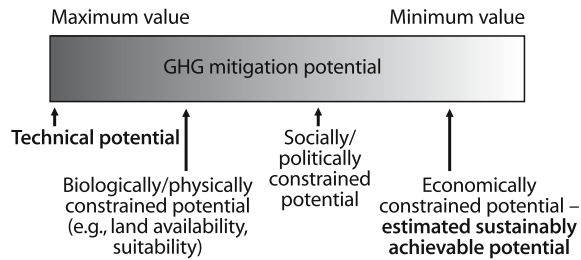 Maximum value
Minimum value
GHG mitigation potential
Technical potential
Biologically/physically
constrained potential
(e.g., land availability,
suitability)
Socially/
politically
constrained
potential
Economically
constrained potential –
estimated sustainably
achievable potential